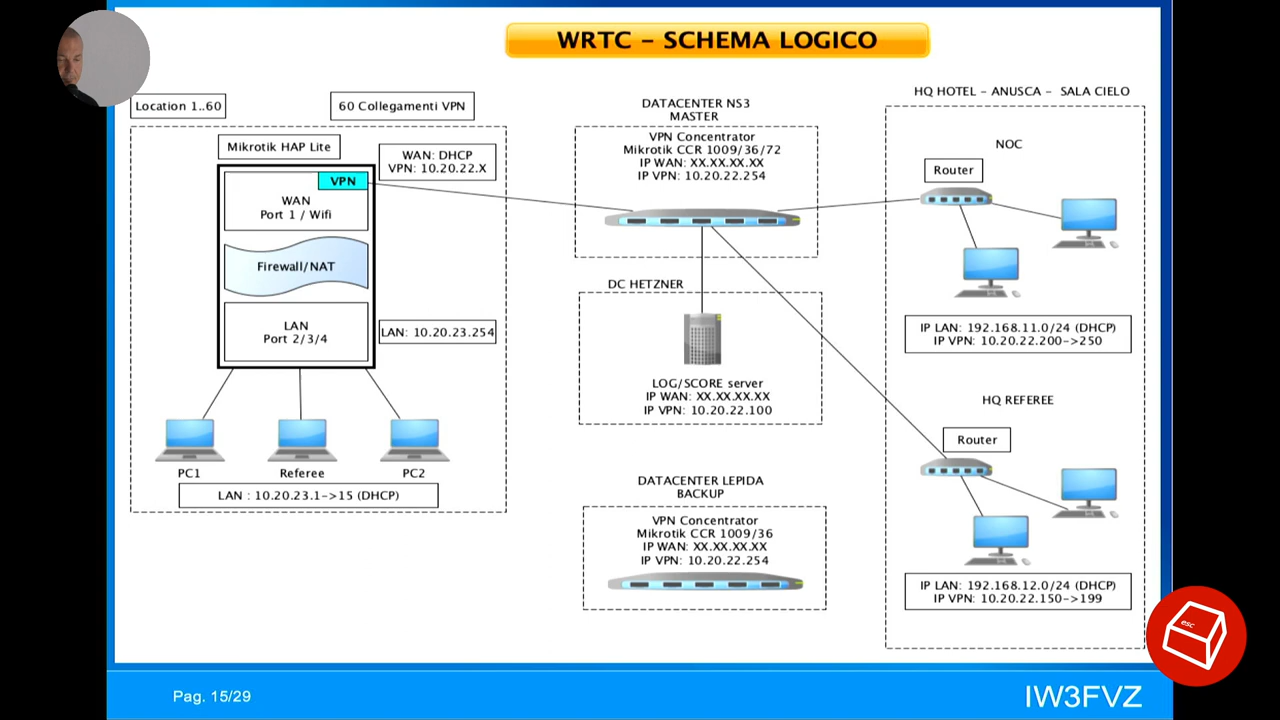 WRTC - SCHEMA LOGICO
Location 1..60
60 Collegamenti VPN
Mikrotik HAP Lite
WAN: DHCP
VPN: 10.20.22.X
VPN
WAN
Port 1 / Wifi
Firewall/NAT
LAN
Port 2/3/4
LAN: 10.20.23.254
PC1
Referee
PC2
LAN : 10.20.23.1->15 (DHCP)
DATACENTER NS3
MASTER
VPN Concentrator
Mikrotik CCR 1009/36/72
IP WAN: XX.XX.XX.XX
IP VPN: 10.20.22.254
DC HETZNER
LOG/SCORE server
IP WAN: XX.XX.XX.XX
IP VPN: 10.20.22.100
DATACENTER LEPIDA
BACKUP
VPN Concentrator
Mikrotik CCR 1009/36
IP WAN: XX.XX.XX.XX
IP VPN: 10.20.22.254
HQ HOTEL - ANUSCA - SALA CIELO
NOC
Router
IP LAN: 192.168.11.0/24 (DHCP)
IP VPN: 10.20.22.200->250
HQ REFEREE
Router
IP LAN: 192.168.12.0/24 (DHCP)
IP VPN: 10.20.22.150->199
esc
Pag. 15/29
IW3FVZ